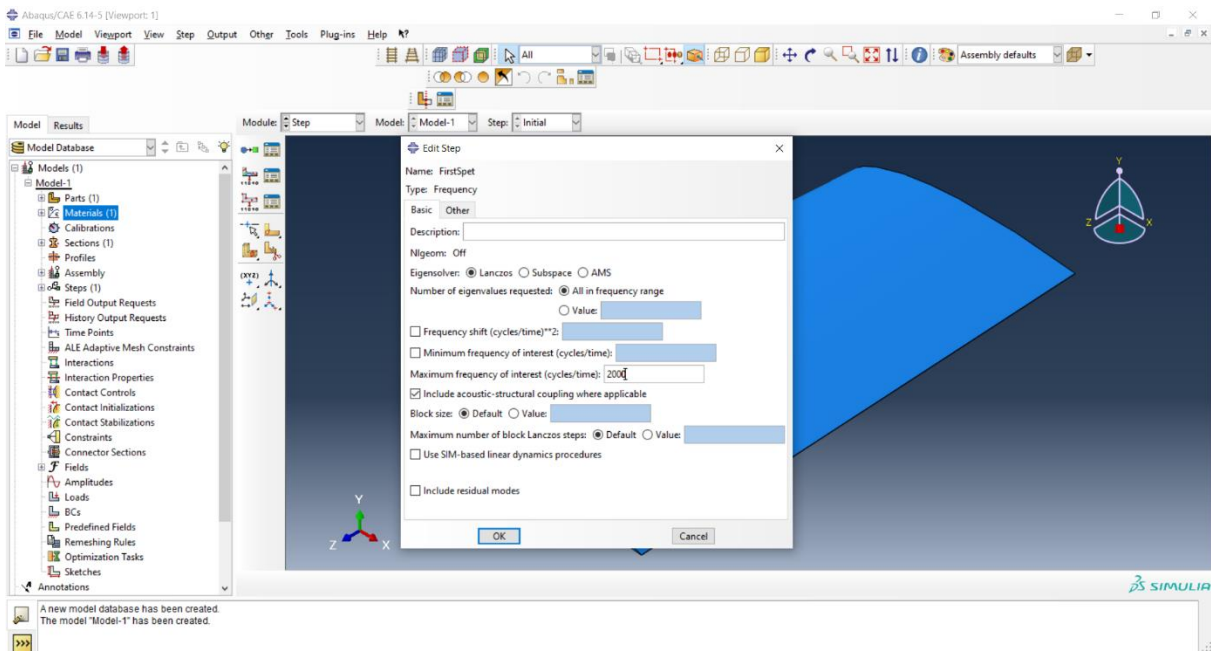 Abaqus/CAE 6.14-5 [Viewport: 1]
File Model Viewport View Step Output Other Tools Plug-ins Help
All
Assembly defaults
Model Results
Module: Step Model: Model-1 Step: Initial
Model Database
Models (1)
Model-1
Parts (1)
Materials (1)
Calibrations
Sections (1)
Profiles
Assembly
Steps (1)
Field Output Requests
History Output Requests
Time Points
ALE Adaptive Mesh Constraints
Interactions
Interaction Properties
Contact Controls
Contact Initializations
Contact Stabilizations
Constraints
Connector Sections
Fields
Amplitudes
Loads
BCs
Predefined Fields
Remeshing Rules
Optimization Tasks
Sketches
Annotations
(XYZ)
Edit Step
Name: FirstSpet
Type: Frequency
Basic Other
Description:
Nlgeom: Off
Eigensolver: Lanczos Subspace AMS
Number of eigenvalues requested: All in frequency range
Value:
Frequency shift (cycles/time)**2:
Minimum frequency of interest (cycles/time):
Maximum frequency of interest (cycles/time): 2000
Include acoustic-structural coupling where applicable
Block size: Default Value:
Maximum number of block Lanczos steps: Default Value:
Use SIM-based linear dynamics procedures
Include residual modes
OK Cancel
Y
Z X
Y
Z X
SIMULIA
A new model database has been created.
The model "Model-1" has been created.
>>>